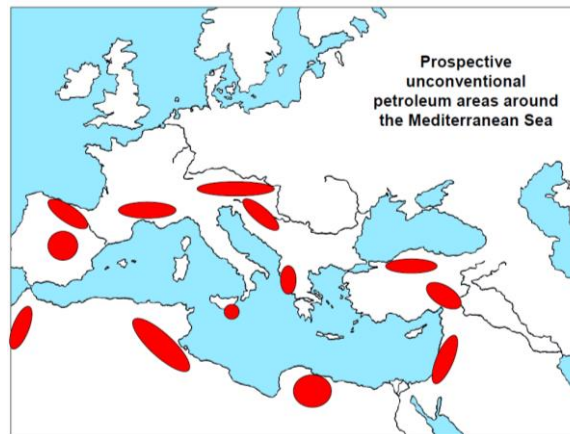 Prospective
unconventional
petroleum areas around
the Mediterranean Sea